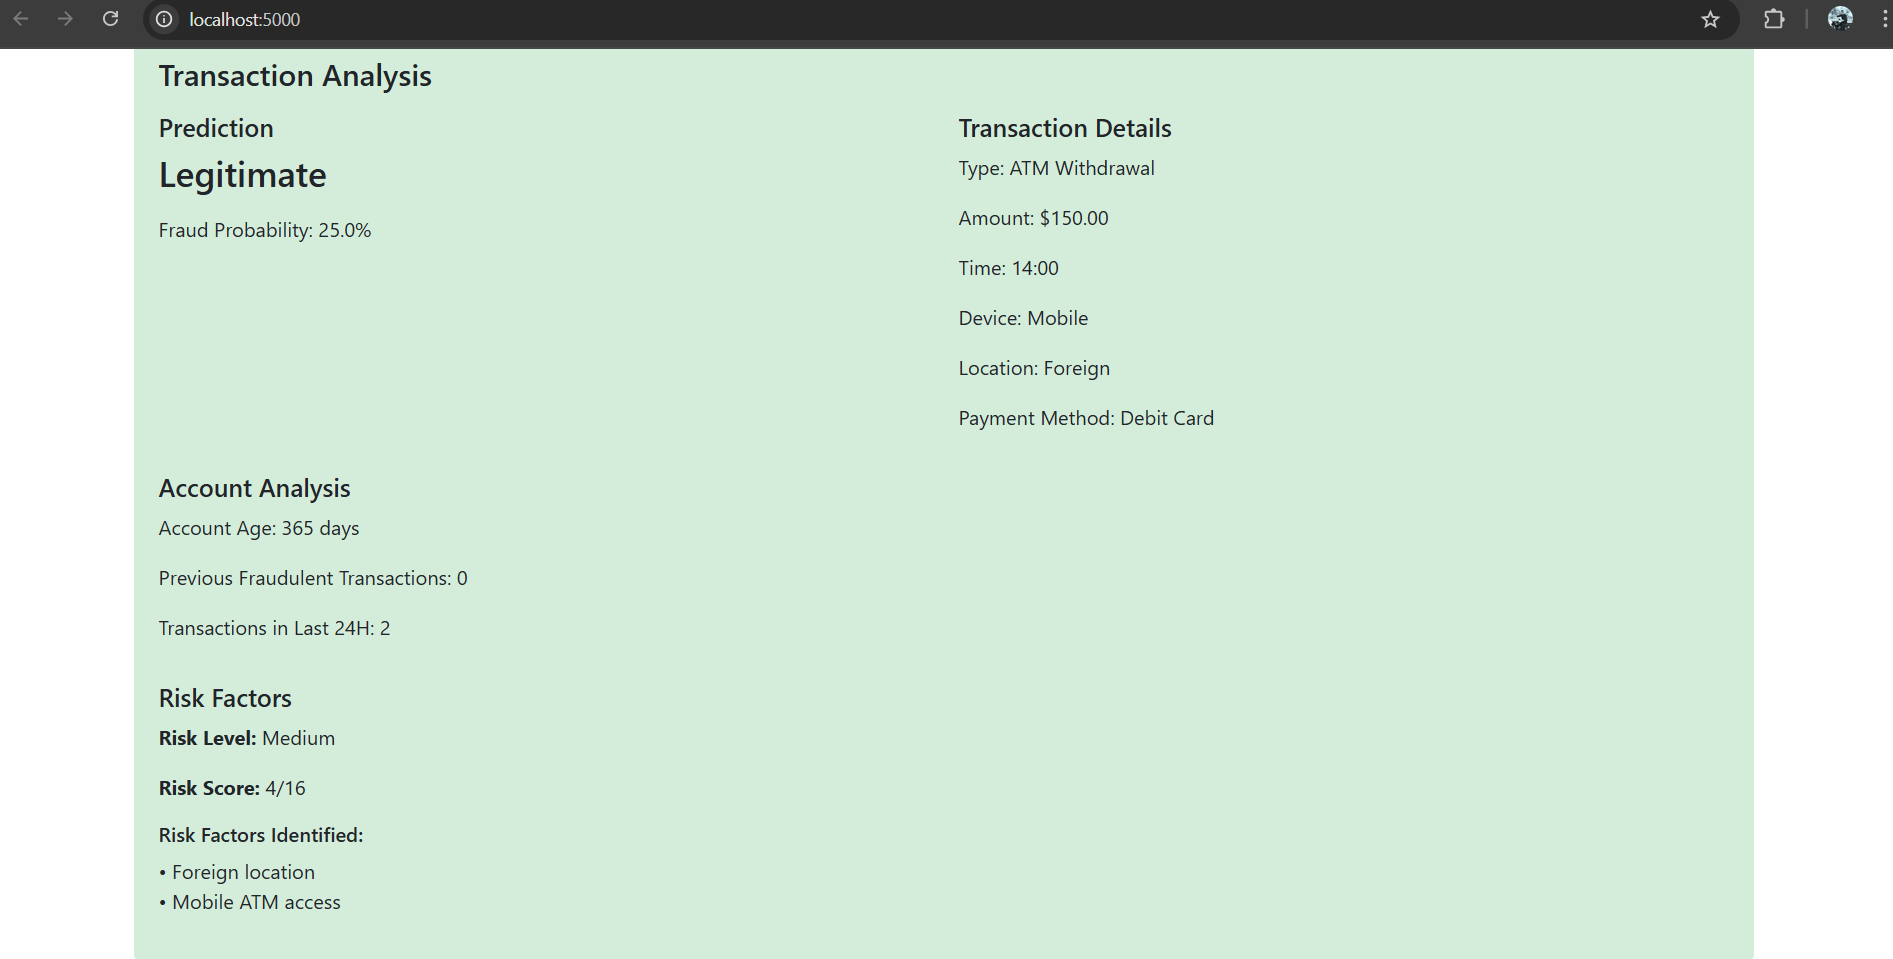 localhost:5000
Transaction Analysis
Prediction
Legitimate
Fraud Probability: 25.0%
Transaction Details
Type: ATM Withdrawal
Amount: $150.00
Time: 14:00
Device: Mobile
Location: Foreign
Payment Method: Debit Card
Account Analysis
Account Age: 365 days
Previous Fraudulent Transactions: 0
Transactions in Last 24H: 2
Risk Factors
Risk Level: Medium
Risk Score: 4/16
Risk Factors Identified:
• Foreign location
• Mobile ATM access